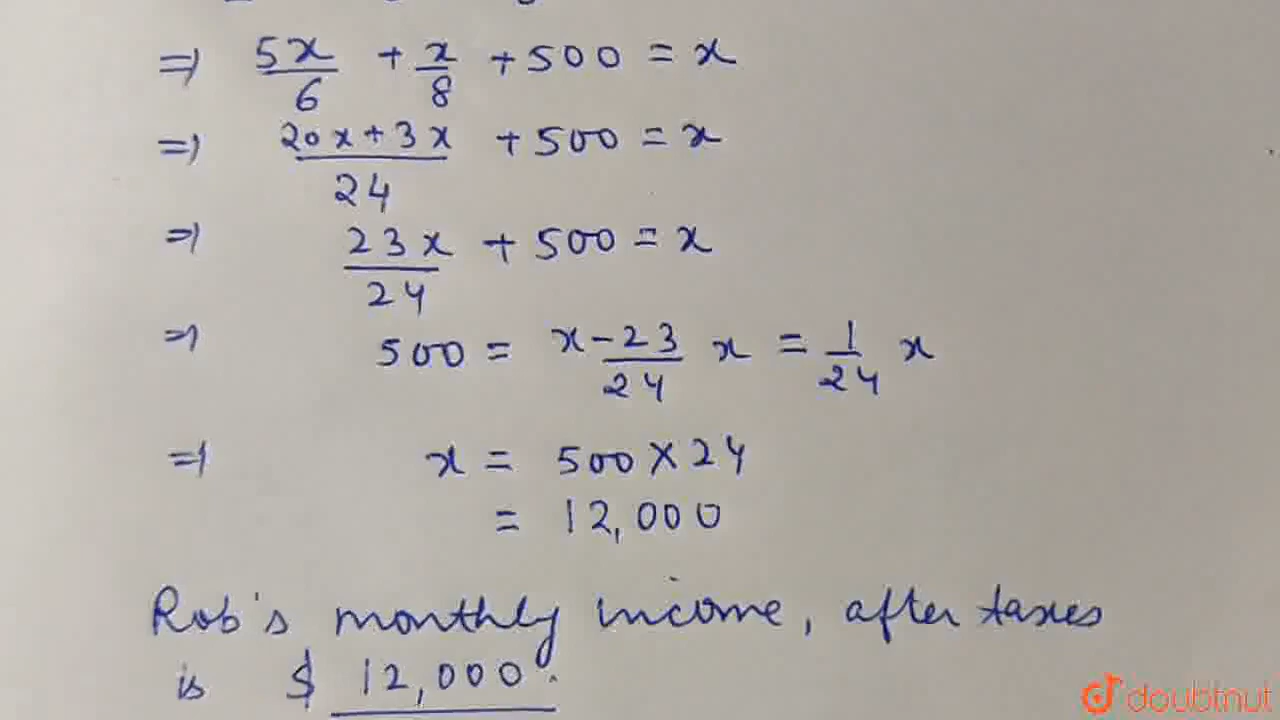 ⇒ 5x/6 + x/8 + 500 = x
⇒ 20x + 3x/24 + 500 = x
⇒ 23x/24 + 500 = x
⇒ 500 = x - 23/24 x = 1/24 x
⇒ x = 500 × 24
= 12,000
Rob's monthly income, after taxes
is $ 12,000.
doubtnut